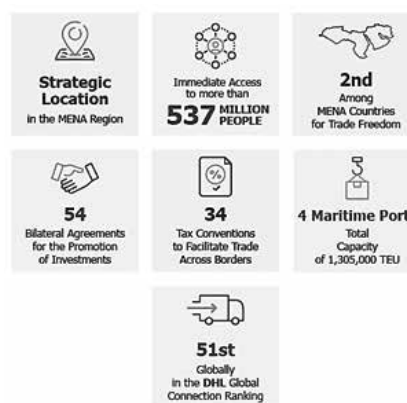 Strategic
Location
in the MENA Region
Immediate Access
to more than
537 MILLION
PEOPLE
2nd
Among
MENA Countries
for Trade Freedom
54
Bilateral Agreements
for the Promotion
of Investments
%
34
Tax Conventions
to Facilitate Trade
Across Borders
4 Maritime Port
Total
Capacity
of 1,305,000 TEU
51st
Globally
in the DHL Global
Connection Ranking